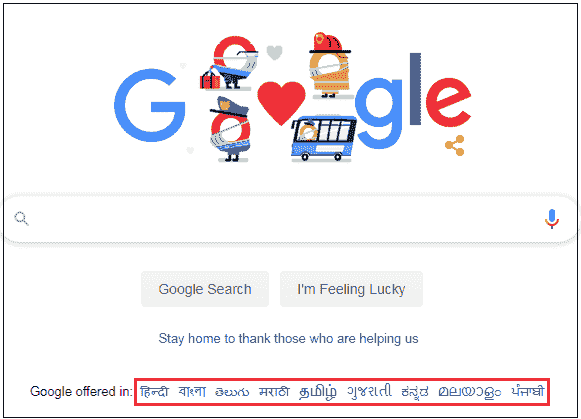 Google
Google Search I'm Feeling Lucky
Stay home to thank those who are helping us
Google offered in: हिन्दी বাংলা తెలుగు मराठी தமிழ் ગુજરાતી ಕನ್ನಡ മലയാളം ਪੰਜਾਬੀ